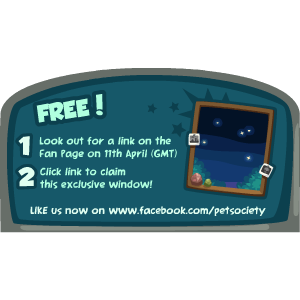 FREE!
1 Look out for a link on the
Fan Page on 11th April (GMT)
2 Click link to claim
this exclusive window!
LIKE us now on www.facebook.com/petsociety